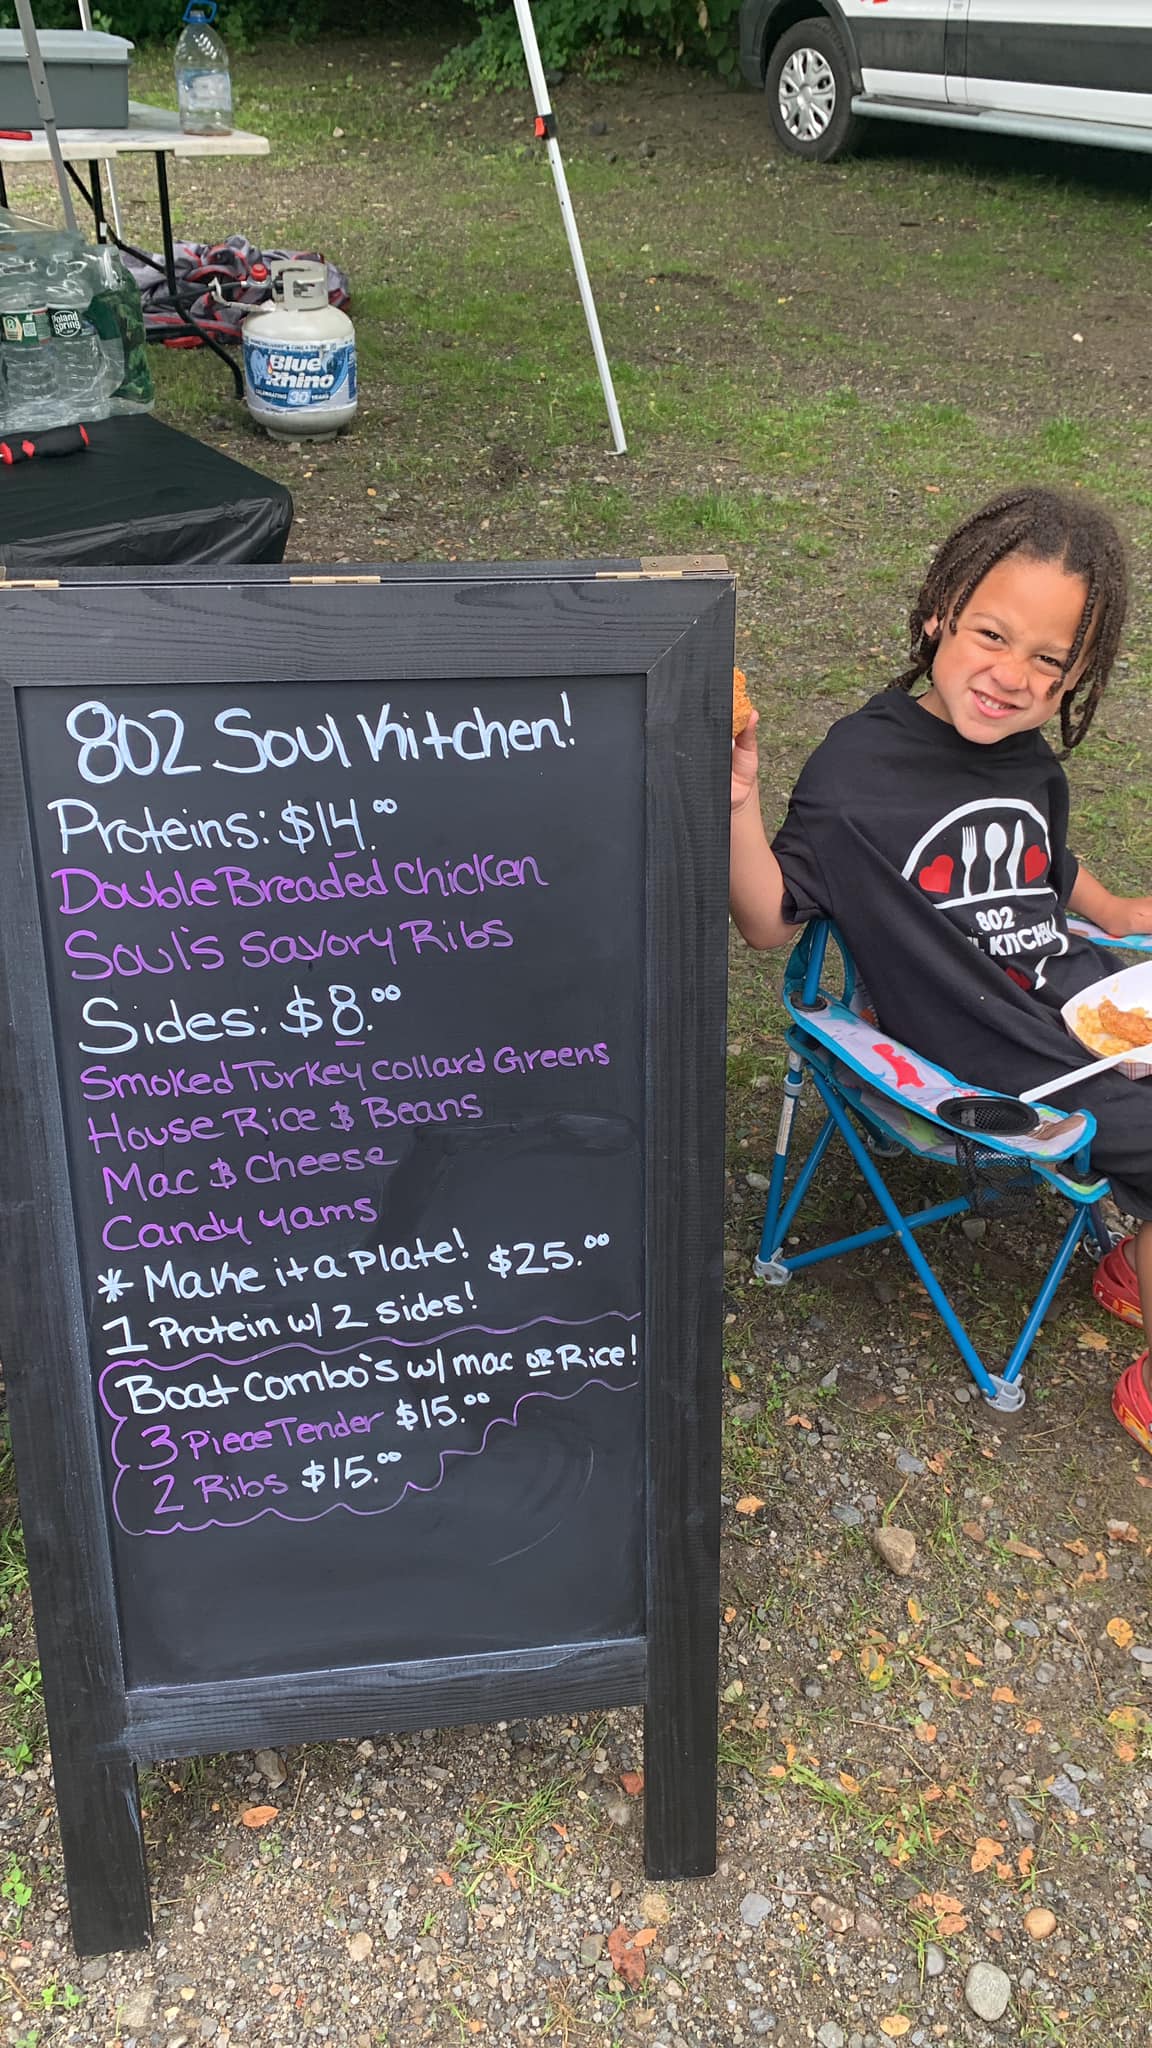 Poland
Spring
Blue
Rhino
CELEBRATING 30 YEARS
802 Soul Kitchen!
Proteins: $14.00
Double Breaded Chicken
Soul's Savory Ribs
Sides: $8.00
Smoked Turkey Collard Greens
House Rice & Beans
Mac & Cheese
Candy Yams
* Make it a Plate! $25.00
1 Protein w/ 2 Sides!
Boat Combo's w/ mac OR Rice!
3 Piece Tender $15.00
2 Ribs $15.00
802
KITCHEN